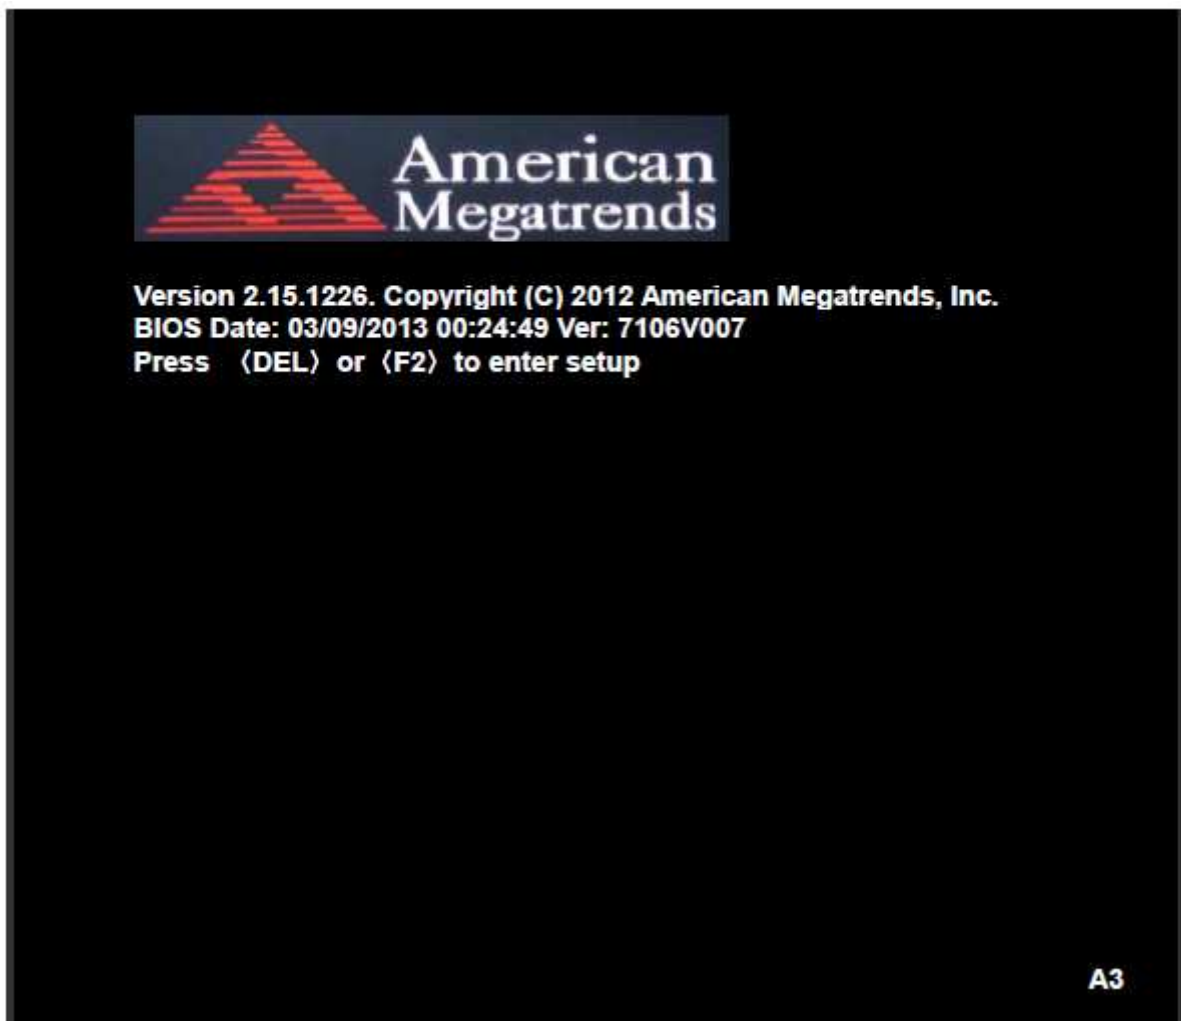 American
Megatrends
Version 2.15.1226. Copyright (C) 2012 American Megatrends, Inc.
BIOS Date: 03/09/2013 00:24:49 Ver: 7106V007
Press 〈DEL〉or〈F2〉to enter setup
A3